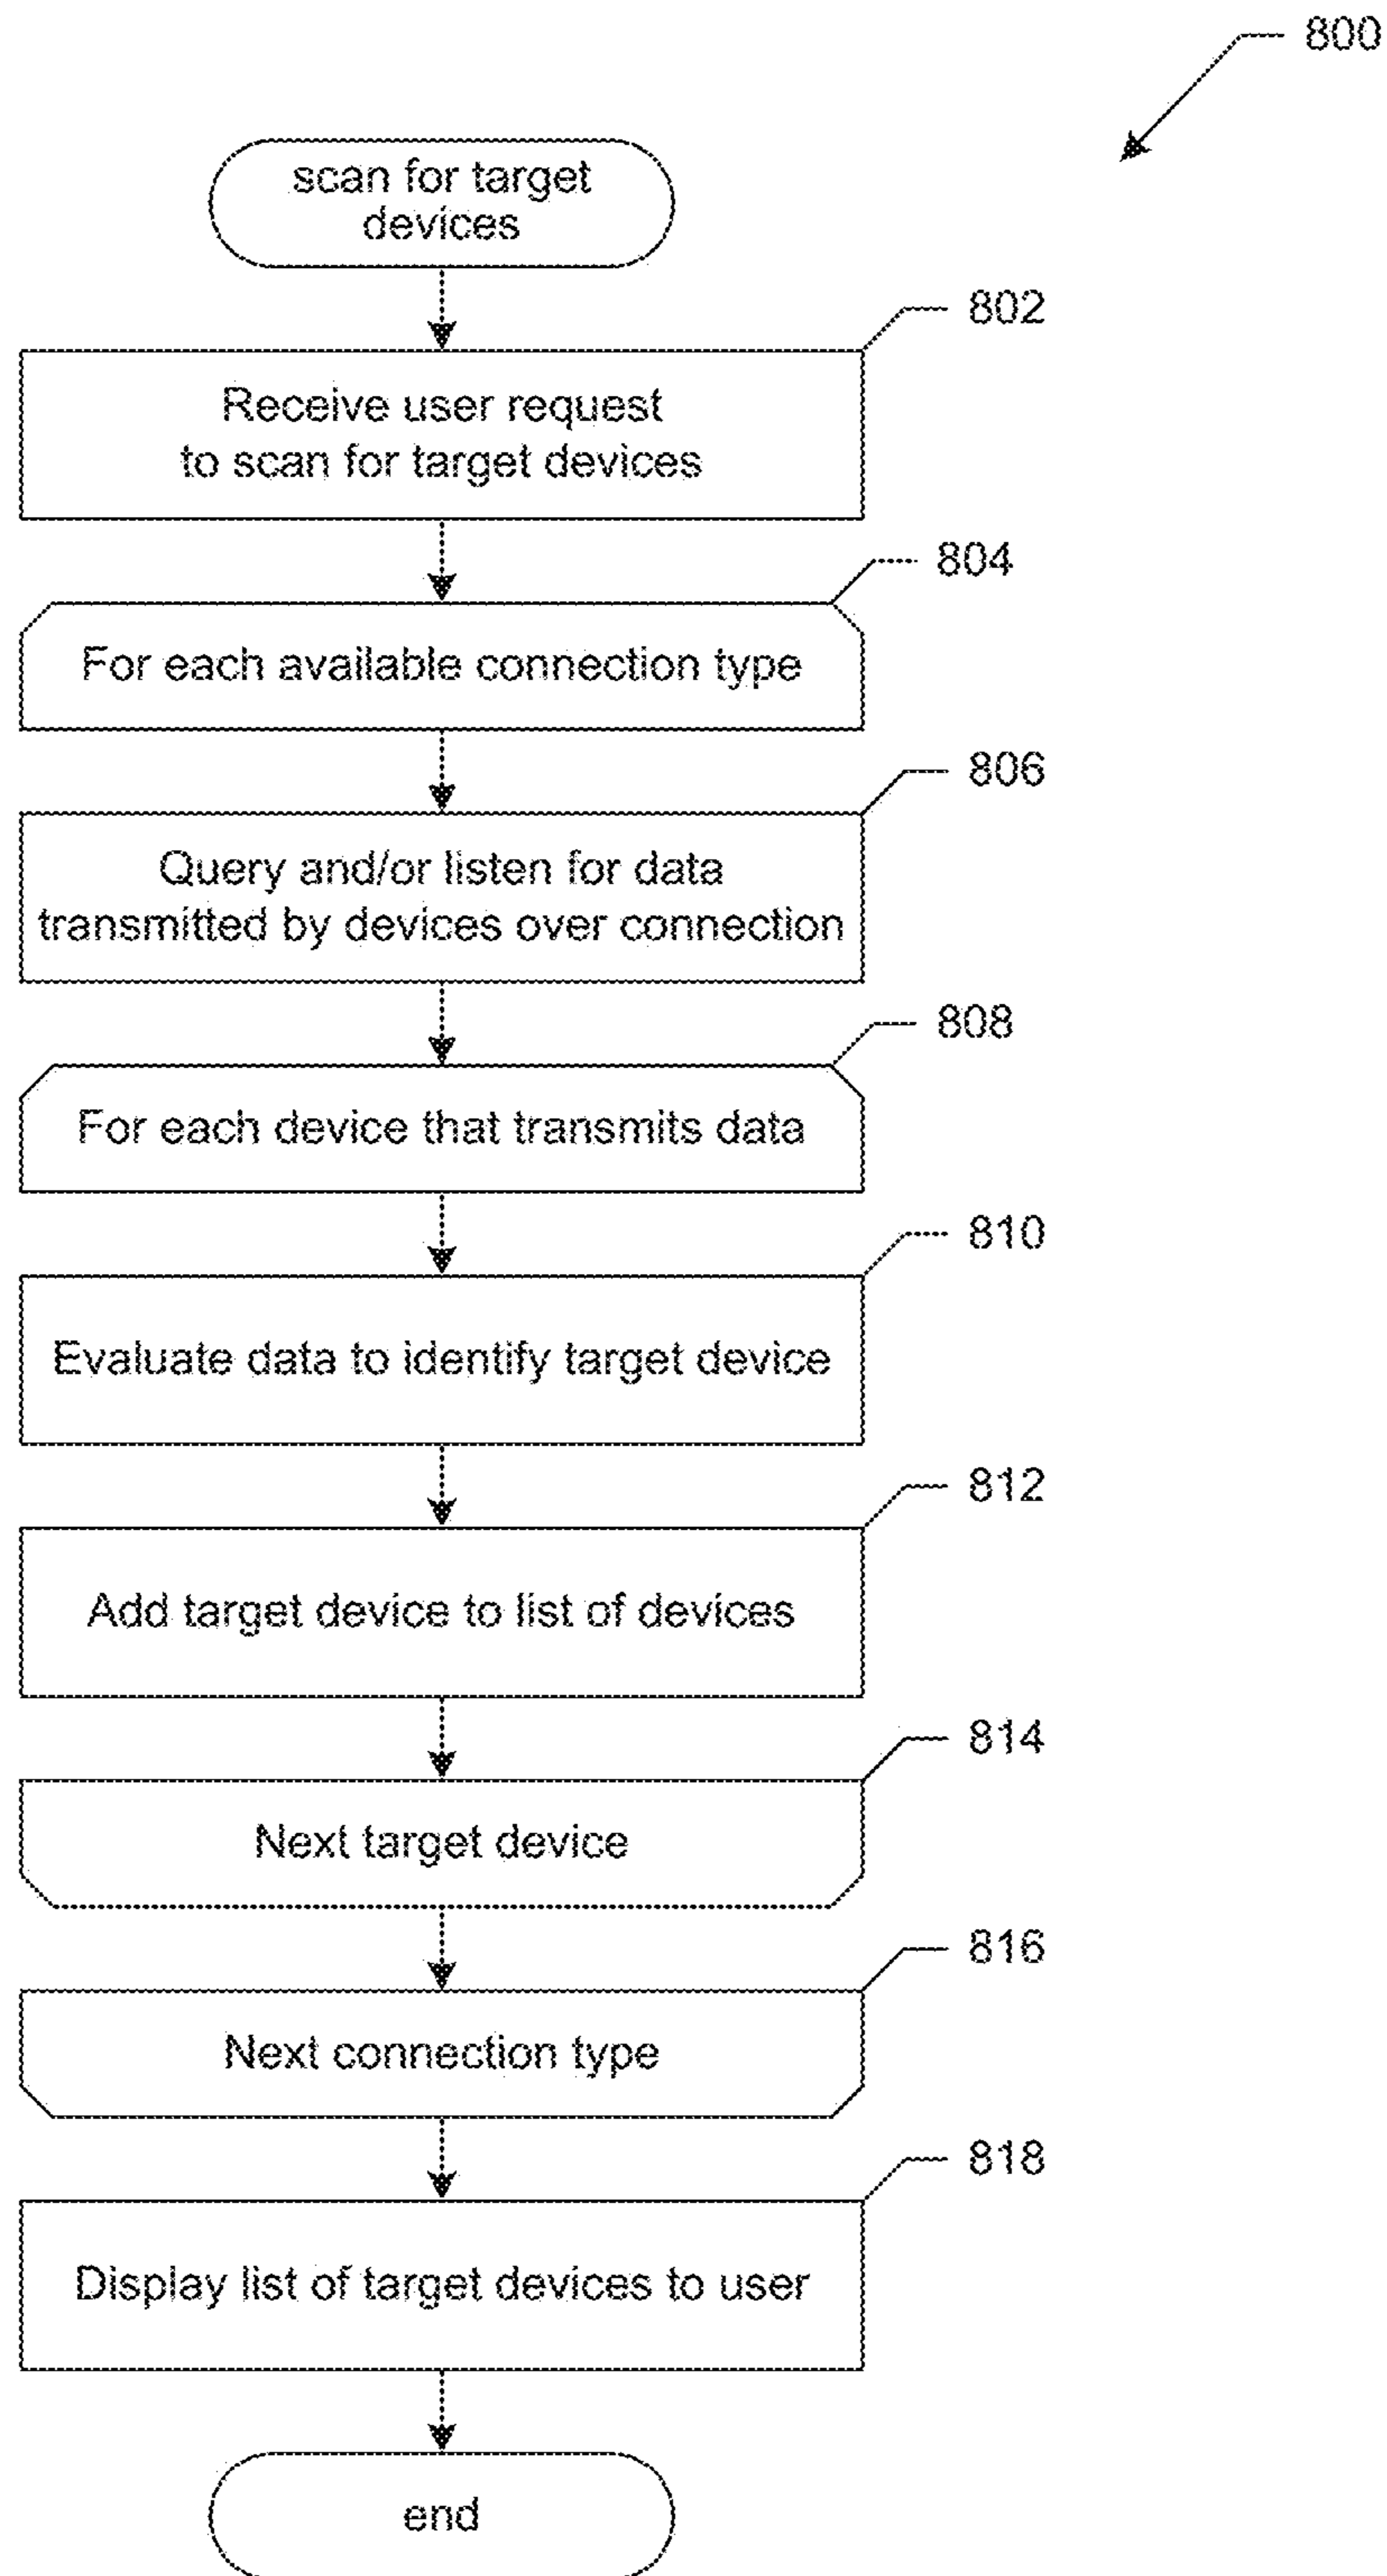 800
scan for target
devices
802
Receive user request
to scan for target devices
804
For each available connection type
806
Query and/or listen for data
transmitted by devices over connection
808
For each device that transmits data
810
Evaluate data to identify target device
812
Add target device to list of devices
814
Next target device
816
Next connection type
818
Display list of target devices to user
end